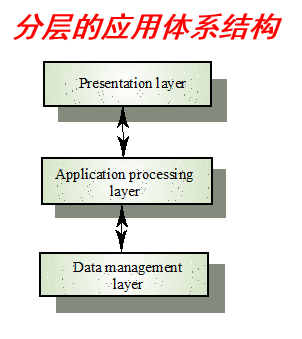 分层的应用体系结构
Presentation layer
Application processing
layer
Data management
layer